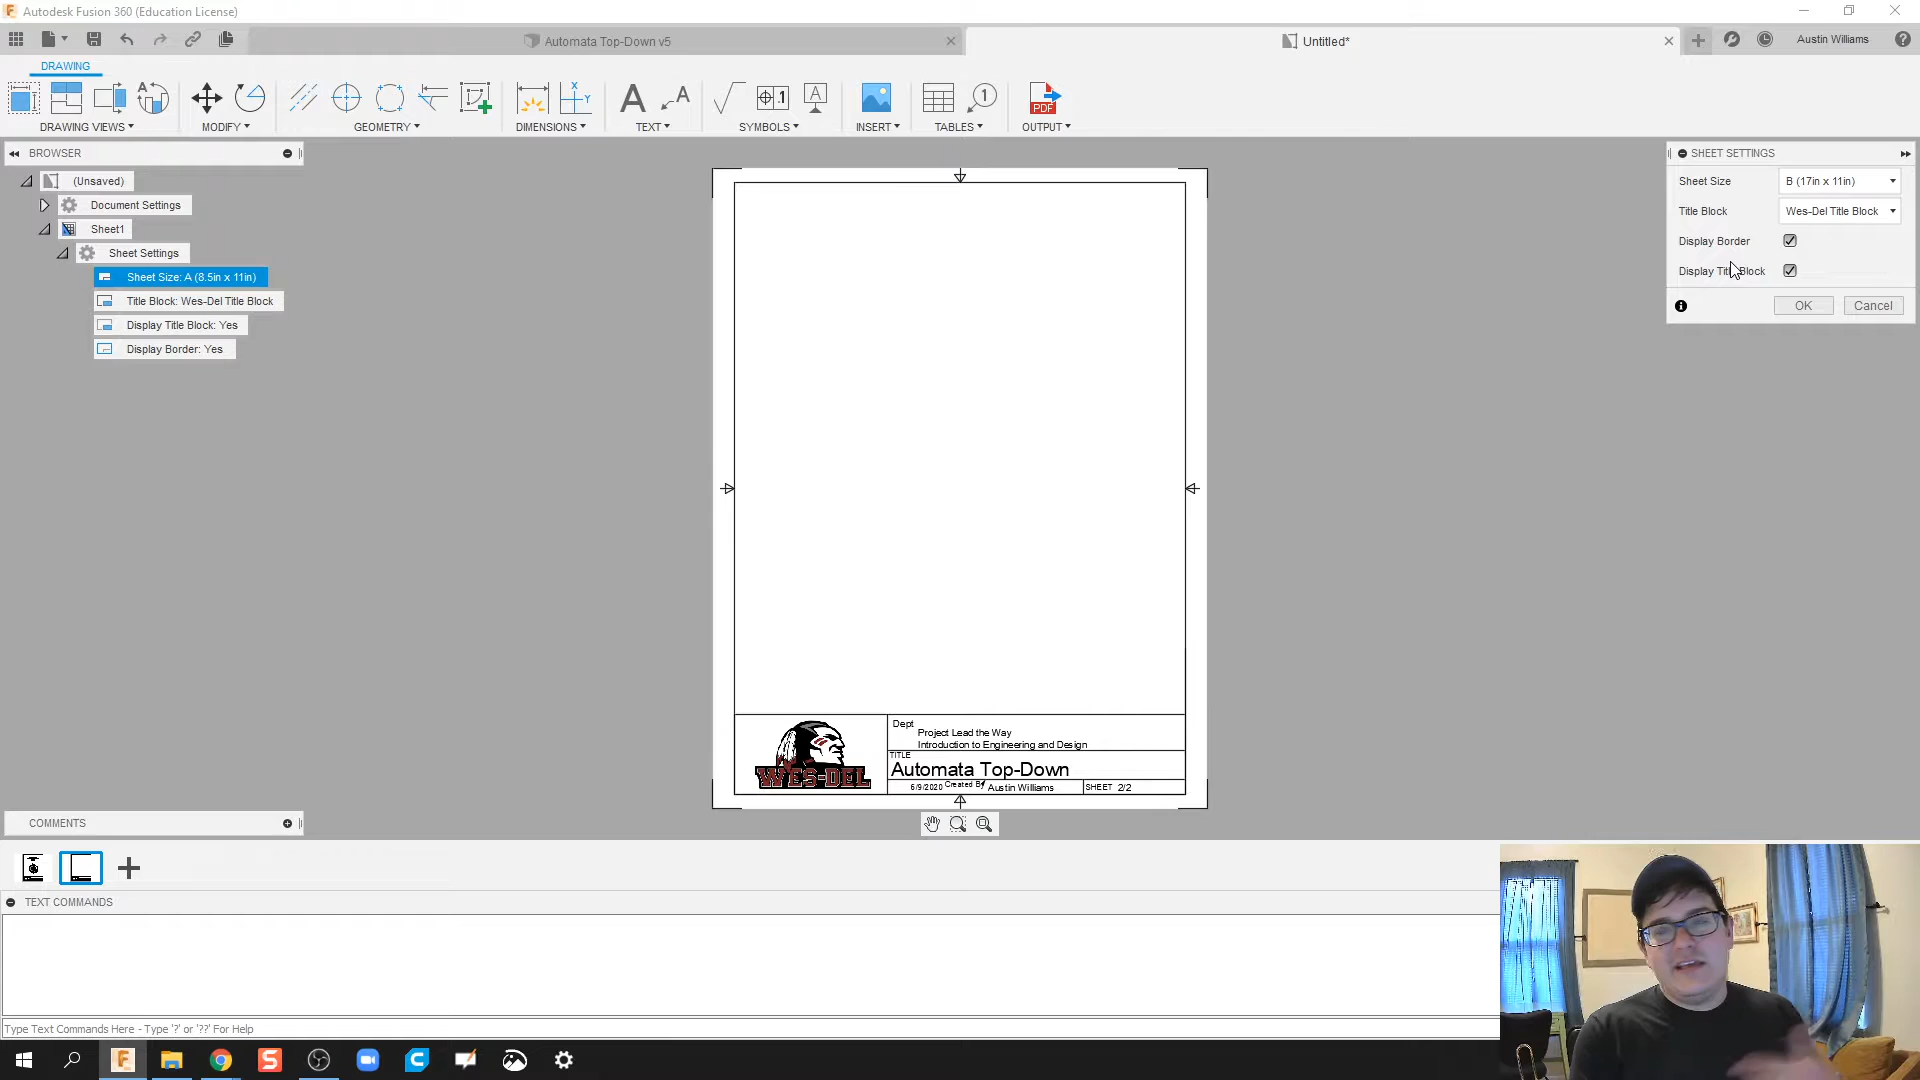 Autodesk Fusion 360 (Education License)
Automata Top-Down v5
Untitled*
Austin Williams
DRAWING
DRAWING VIEWS
MODIFY
GEOMETRY
DIMENSIONS
TEXT
SYMBOLS
INSERT
TABLES
OUTPUT
BROWSER
(Unsaved)
Document Settings
Sheet1
Sheet Settings
Sheet Size: A (8.5in x 11in)
Title Block: Wes-Del Title Block
Display Title Block: Yes
Display Border: Yes
SHEET SETTINGS
Sheet Size B (17in x 11in)
Title Block Wes-Del Title Block
Display Border
Display Title Block
OK Cancel
WES-DEL
Dept
Project Lead the Way
Introduction to Engineering and Design
TITLE
Automata Top-Down
6/9/2020 Created By Austin Williams SHEET 2/2
COMMENTS
TEXT COMMANDS
Type Text Commands Here - Type '?' or '??' For Help